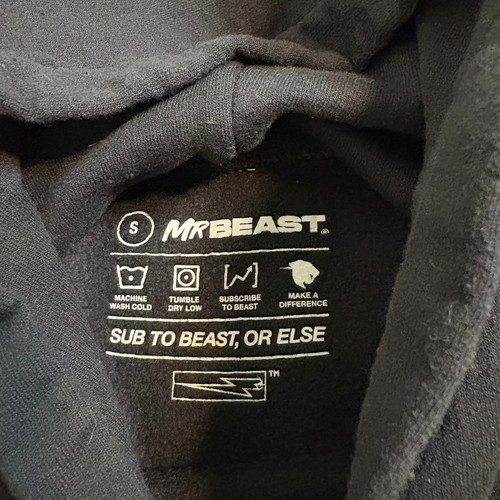 S MRBEAST®
MACHINE WASH COLD
TUMBLE DRY LOW
SUBSCRIBE TO BEAST
MAKE A DIFFERENCE
SUB TO BEAST, OR ELSE
TM